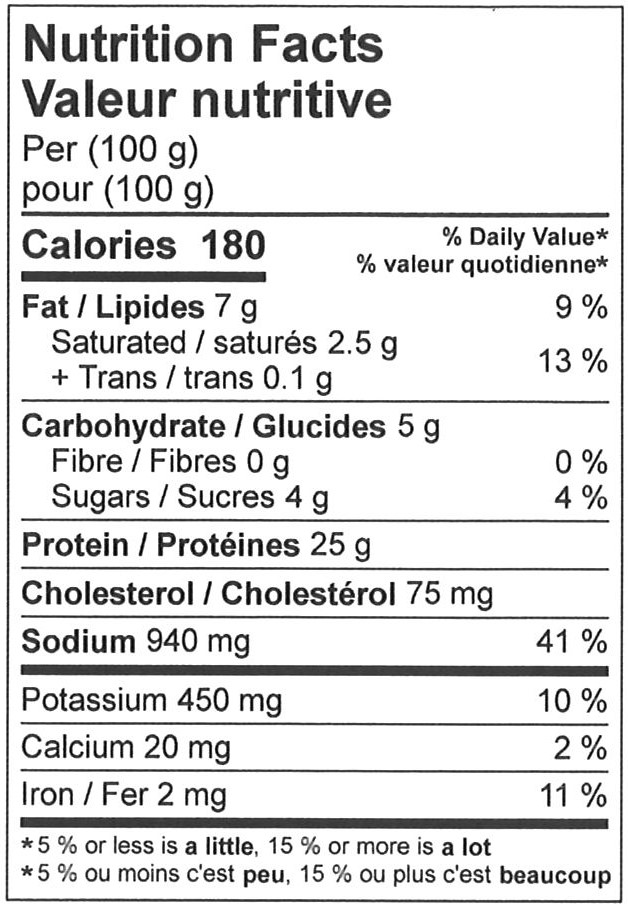 Nutrition Facts
Valeur nutritive
Per (100 g)
pour (100 g)
Calories 180
% Daily Value*
% valeur quotidienne*
Fat / Lipides 7 g 9 %
Saturated / saturés 2.5 g
+ Trans / trans 0.1 g 13 %
Carbohydrate / Glucides 5 g
Fibre / Fibres 0 g 0 %
Sugars / Sucres 4 g 4 %
Protein / Protéines 25 g
Cholesterol / Cholestérol 75 mg
Sodium 940 mg 41 %
Potassium 450 mg 10 %
Calcium 20 mg 2 %
Iron / Fer 2 mg 11 %
*5 % or less is a little, 15 % or more is a lot
*5 % ou moins c'est peu, 15 % ou plus c'est beaucoup